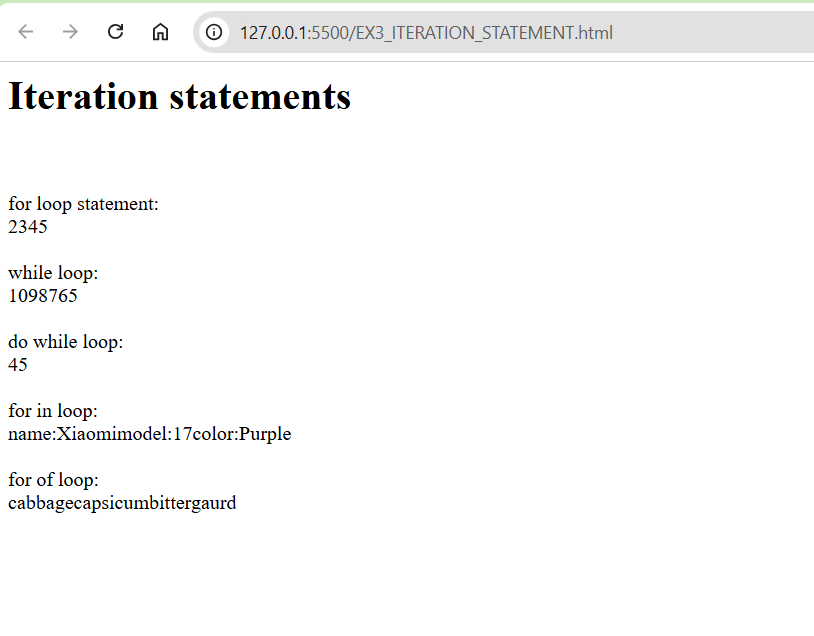 127.0.0.1:5500/EX3_ITERATION_STATEMENT.html
Iteration statements
for loop statement:
2345
while loop:
1098765
do while loop:
45
for in loop:
name:Xiaomimodel:17color:Purple
for of loop:
cabbagecapsicumbittergaurd